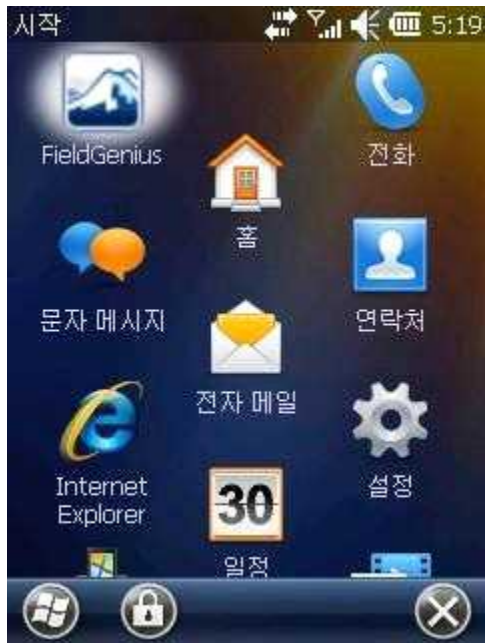 시작 5:19
FieldGenius
전화
홈
문자 메시지
연락처
전자 메일
Internet
Explorer
설정
30
일정